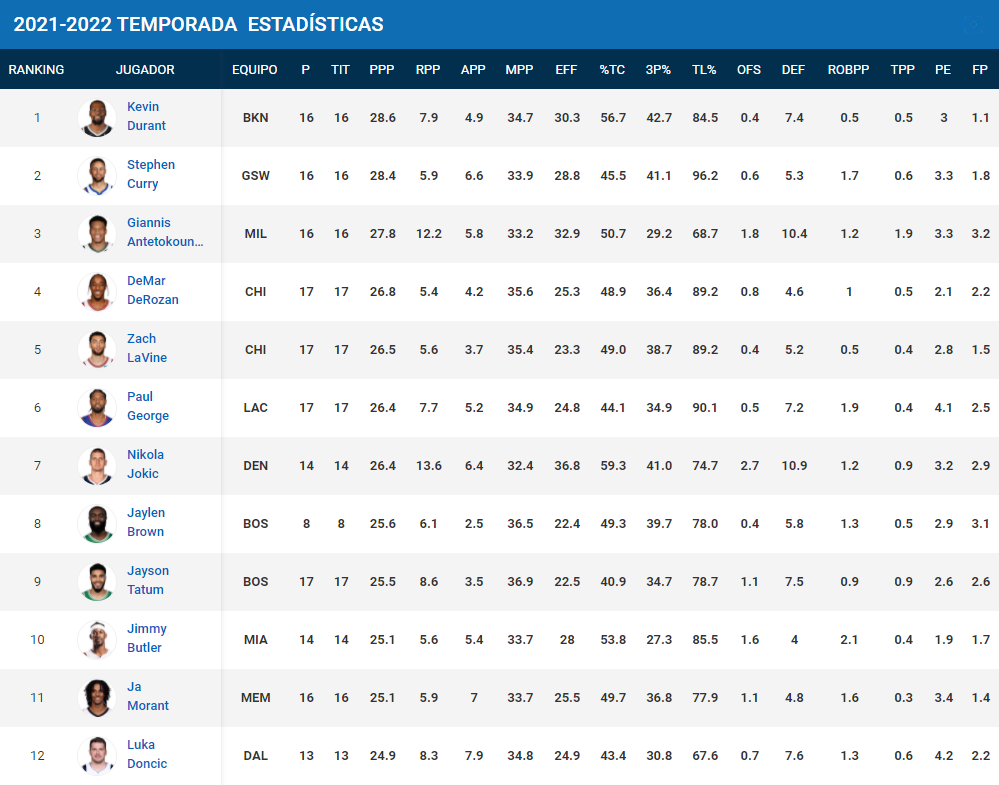 2021-2022 TEMPORADA ESTADÍSTICAS
RANKING JUGADOR EQUIPO P TIT PPP RPP APP MPP EFF %TC 3P% TL% OFS DEF ROBPP TPP PE FP
1 Kevin Durant BKN 16 16 28.6 7.9 4.9 34.7 30.3 56.7 42.7 84.5 0.4 7.4 0.5 0.5 3 1.1
2 Stephen Curry GSW 16 16 28.4 5.9 6.6 33.9 28.8 45.5 41.1 96.2 0.6 5.3 1.7 0.6 3.3 1.8
3 Giannis Antetokoun... MIL 16 16 27.8 12.2 5.8 33.2 32.9 50.7 29.2 68.7 1.8 10.4 1.2 1.9 3.3 3.2
4 DeMar DeRozan CHI 17 17 26.8 5.4 4.2 35.6 25.3 48.9 36.4 89.2 0.8 4.6 1 0.5 2.1 2.2
5 Zach LaVine CHI 17 17 26.5 5.6 3.7 35.4 23.3 49.0 38.7 89.2 0.4 5.2 0.5 0.4 2.8 1.5
6 Paul George LAC 17 17 26.4 7.7 5.2 34.9 24.8 44.1 34.9 90.1 0.5 7.2 1.9 0.4 4.1 2.5
7 Nikola Jokic DEN 14 14 26.4 13.6 6.4 32.4 36.8 59.3 41.0 74.7 2.7 10.9 1.2 0.9 3.2 2.9
8 Jaylen Brown BOS 8 8 25.6 6.1 2.5 36.5 22.4 49.3 39.7 78.0 0.4 5.8 1.3 0.5 2.9 3.1
9 Jayson Tatum BOS 17 17 25.5 8.6 3.5 36.9 22.5 40.9 34.7 78.7 1.1 7.5 0.9 0.9 2.6 2.6
10 Jimmy Butler MIA 14 14 25.1 5.6 5.4 33.7 28 53.8 27.3 85.5 1.6 4 2.1 0.4 1.9 1.7
11 Ja Morant MEM 16 16 25.1 5.9 7 33.7 25.5 49.7 36.8 77.9 1.1 4.8 1.6 0.3 3.4 1.4
12 Luka Doncic DAL 13 13 24.9 8.3 7.9 34.8 24.9 43.4 30.8 67.6 0.7 7.6 1.3 0.6 4.2 2.2